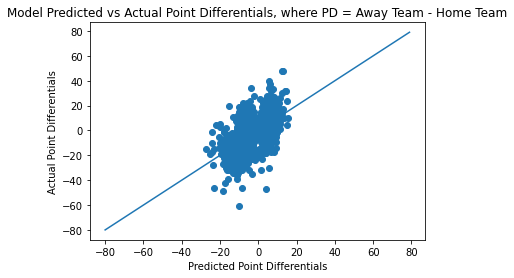 Model Predicted vs Actual Point Differentials, where PD = Away Team - Home Team
80
60
40
20
0
−20
−40
−60
−80
Actual Point Differentials
−80 −60 −40 −20 0 20 40 60 80
Predicted Point Differentials